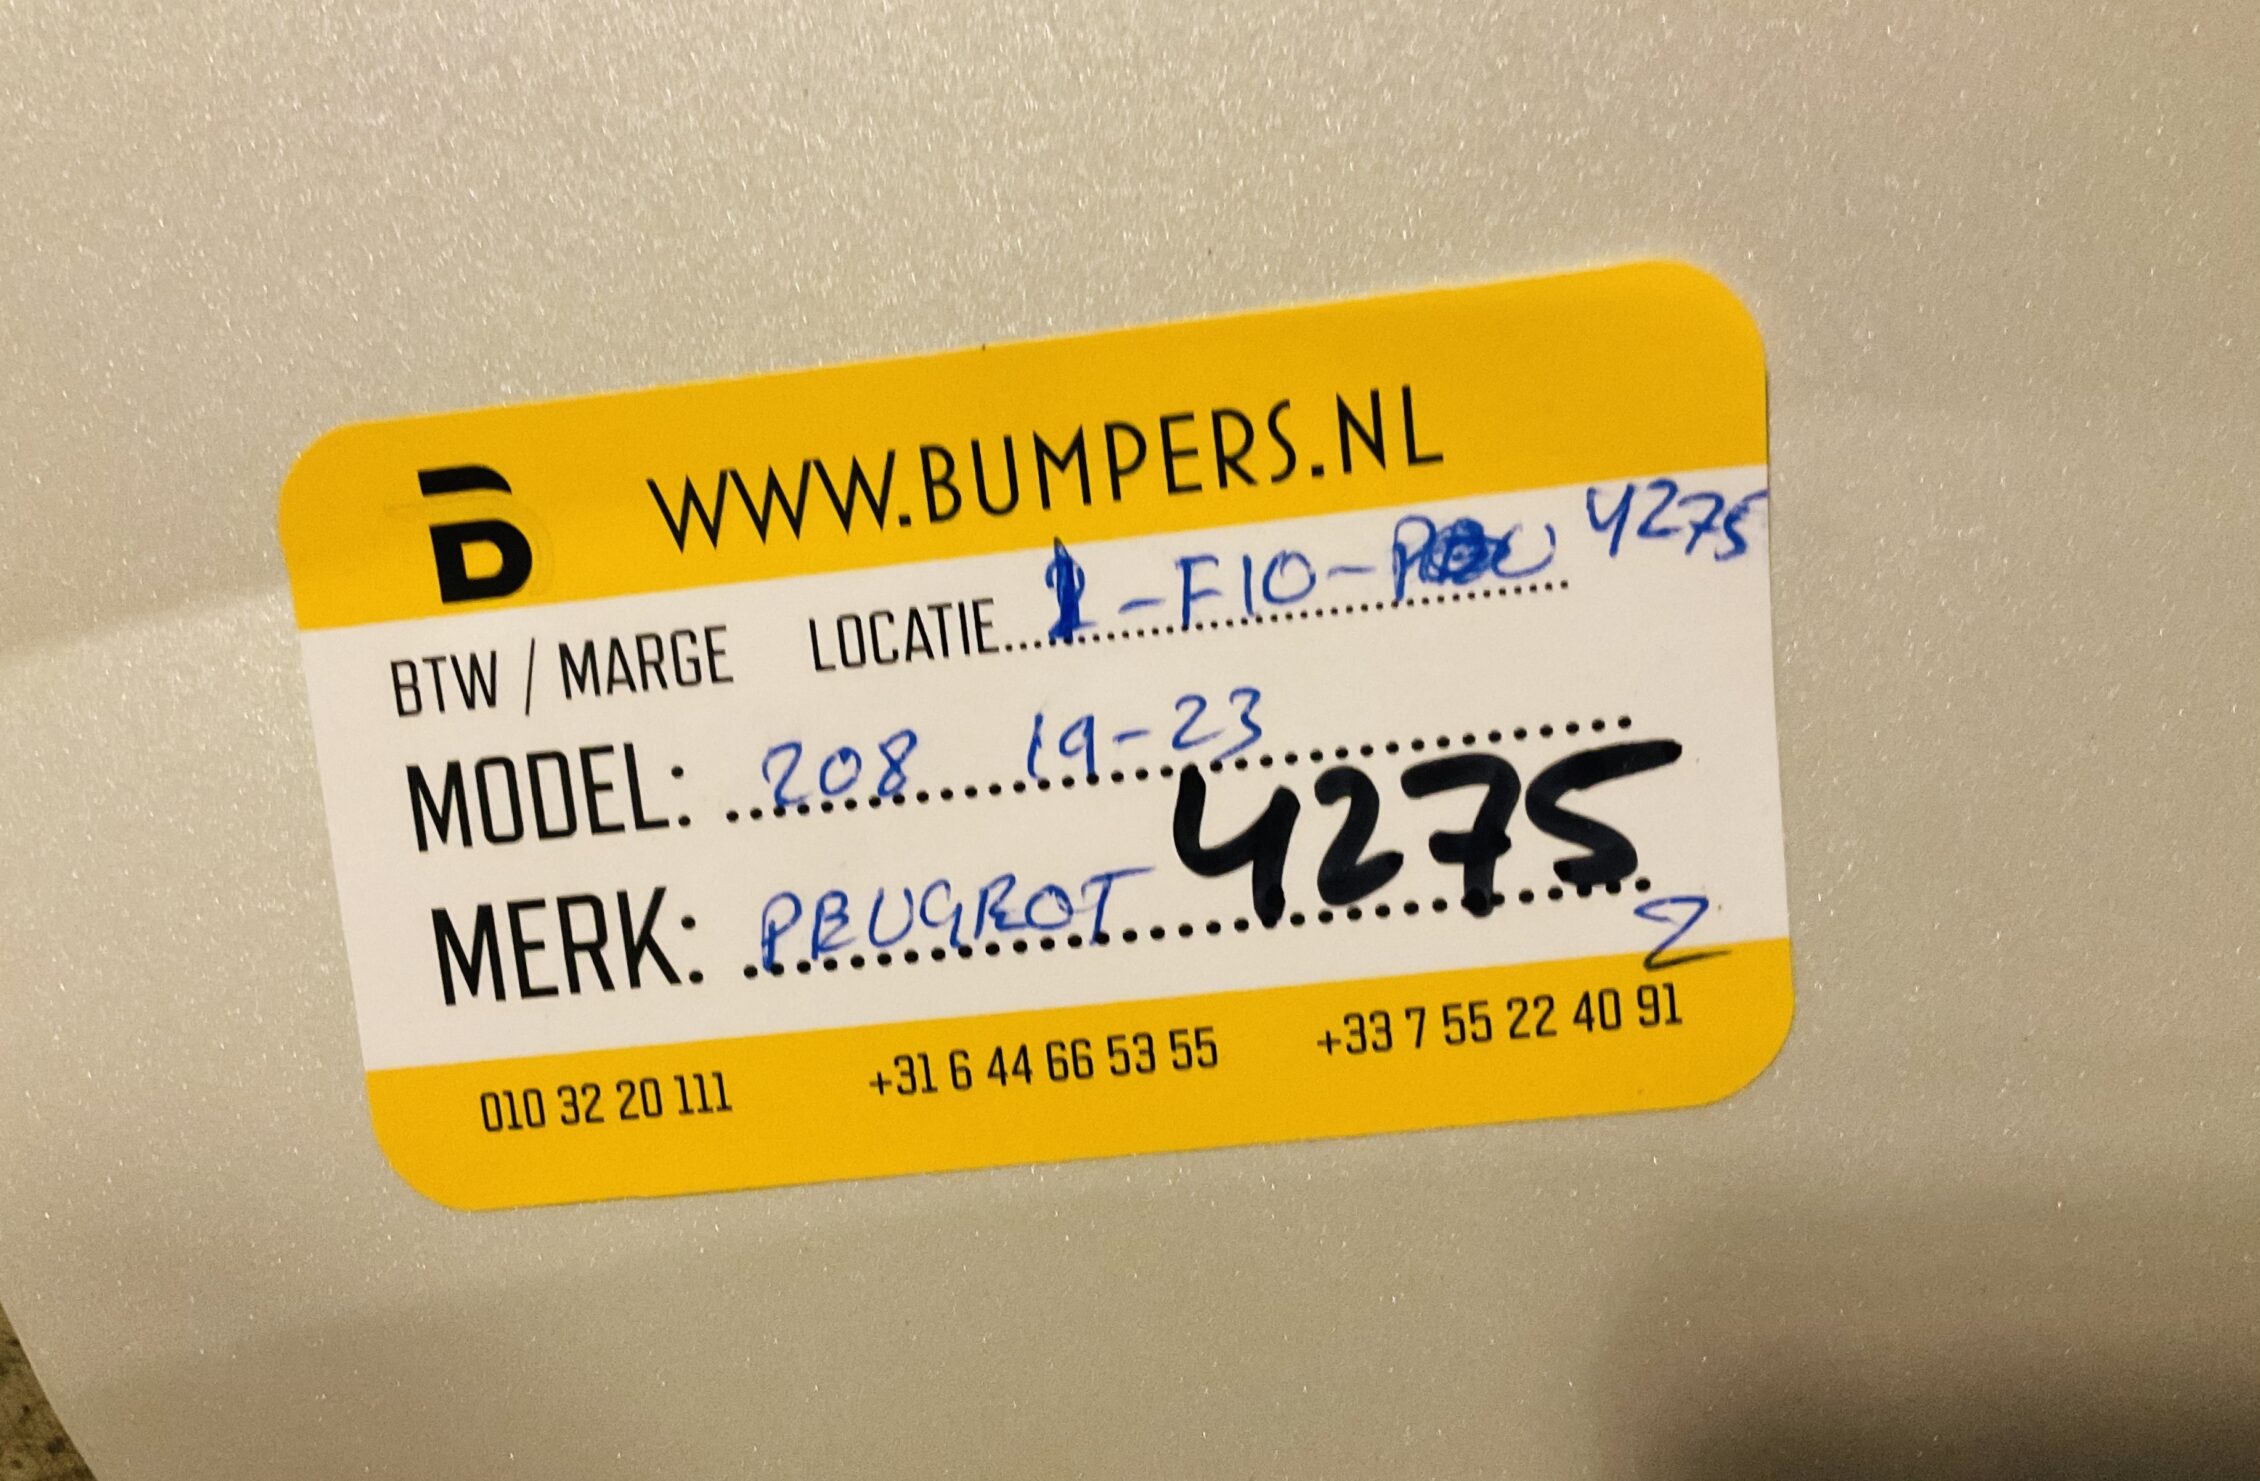 WWW.BUMPERS.NL
BTW / MARGE LOCATIE 1-F10- 4275
MODEL: 208 19-23
4275
MERK: PEUGEOT
2
010 32 20 111 +31 6 44 66 53 55 +33 7 55 22 40 91